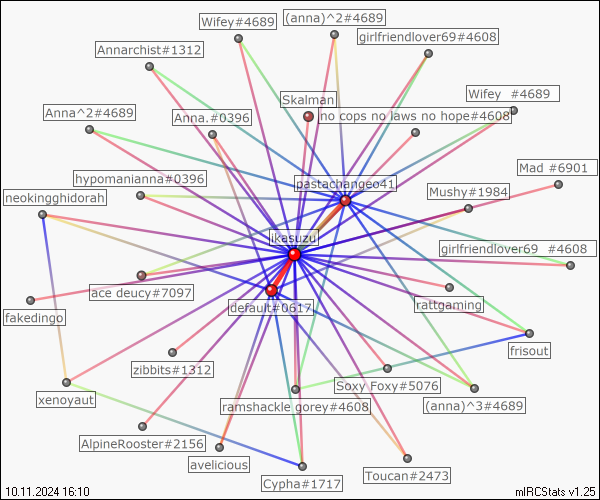 Wifey#4689
(anna)^2#4689
girlfriendlover69#4608
Annarchist#1312
Skalman
Wifey  #4689
Anna^2#4689
Anna.#0396
no cops no laws no hope#4608
Mad #6901
hypomanianna#0396
pastachangeo41
Mushy#1984
neokingghidorah
ikasuzu
girlfriendlover69  #4608
ace deucy#7097
default#0617
rattgaming
fakedingo
frisout
zibbits#1312
Soxy Foxy#5076
xenoyaut
ramshackle gorey#4608
(anna)^3#4689
AlpineRooster#2156
avelicious
Toucan#2473
Cypha#1717
10.11.2024 16:10
mIRCStats v1.25